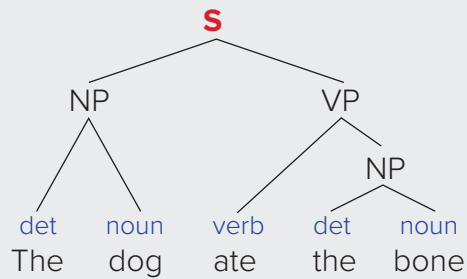 S
NP VP
NP
det noun verb det noun
The dog ate the bone